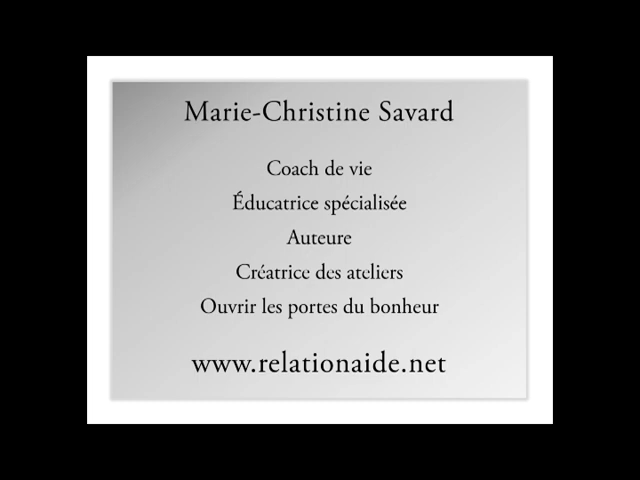 Marie-Christine Savard
Coach de vie
Éducatrice spécialisée
Auteure
Créatrice des ateliers
Ouvrir les portes du bonheur
www.relationaide.net